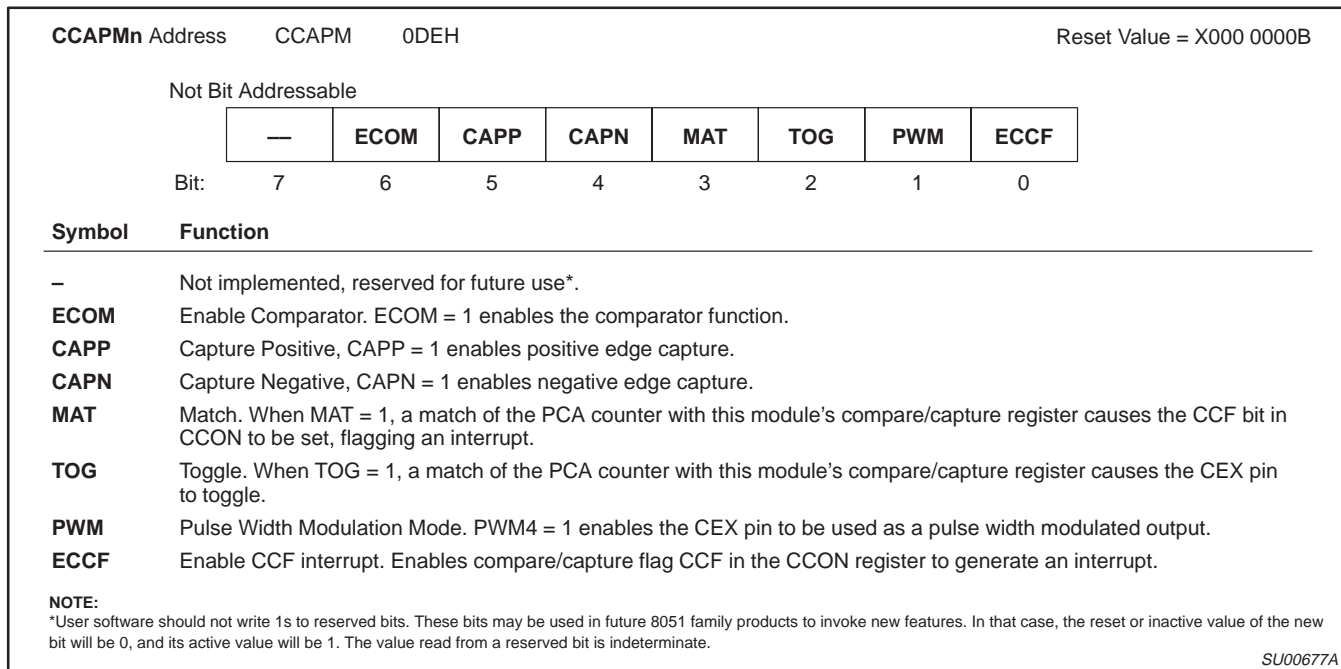 CCAPMn Address CCAPM 0DEH Reset Value = X000 0000B
Not Bit Addressable
–– ECOM CAPP CAPN MAT TOG PWM ECCF
Bit: 7 6 5 4 3 2 1 0
Symbol Function
– Not implemented, reserved for future use*.
ECOM Enable Comparator. ECOM = 1 enables the comparator function.
CAPP Capture Positive, CAPP = 1 enables positive edge capture.
CAPN Capture Negative, CAPN = 1 enables negative edge capture.
MAT Match. When MAT = 1, a match of the PCA counter with this module’s compare/capture register causes the CCF bit in
CCON to be set, flagging an interrupt.
TOG Toggle. When TOG = 1, a match of the PCA counter with this module’s compare/capture register causes the CEX pin
to toggle.
PWM Pulse Width Modulation Mode. PWM4 = 1 enables the CEX pin to be used as a pulse width modulated output.
ECCF Enable CCF interrupt. Enables compare/capture flag CCF in the CCON register to generate an interrupt.
NOTE:
*User software should not write 1s to reserved bits. These bits may be used in future 8051 family products to invoke new features. In that case, the reset or inactive value of the new
bit will be 0, and its active value will be 1. The value read from a reserved bit is indeterminate.
SU00677A